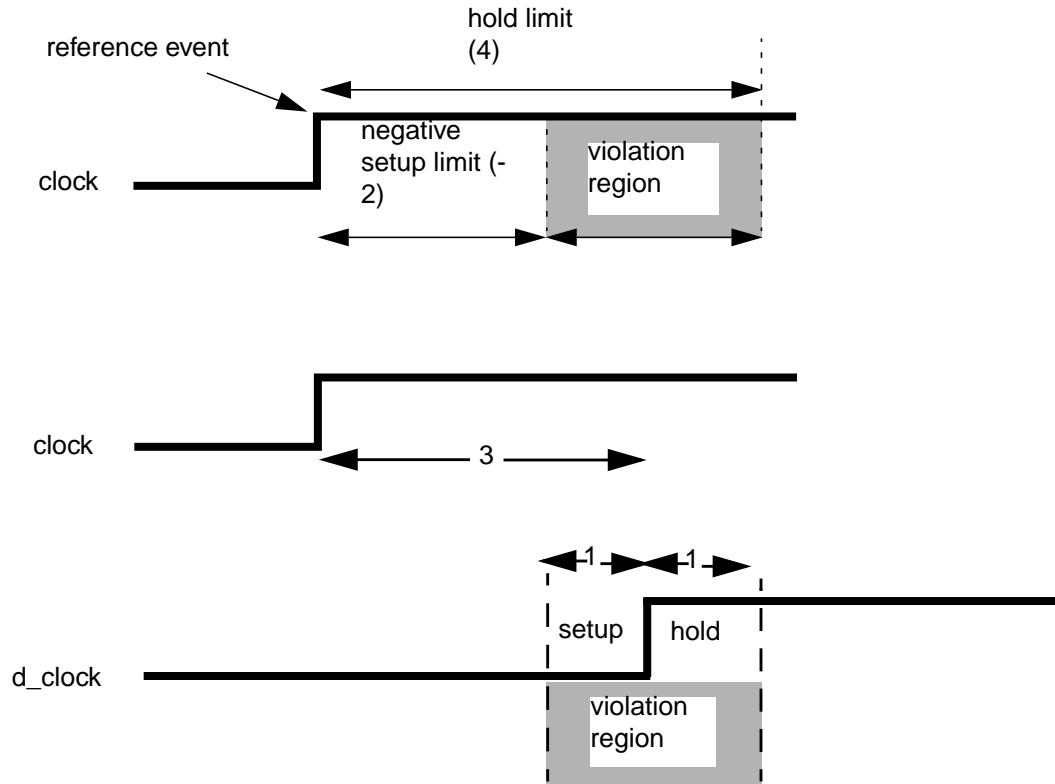 hold limit
(4)
reference event
negative
setup limit (-
2)
violation
region
clock
clock
3
1
1
setup
hold
d_clock
violation
region